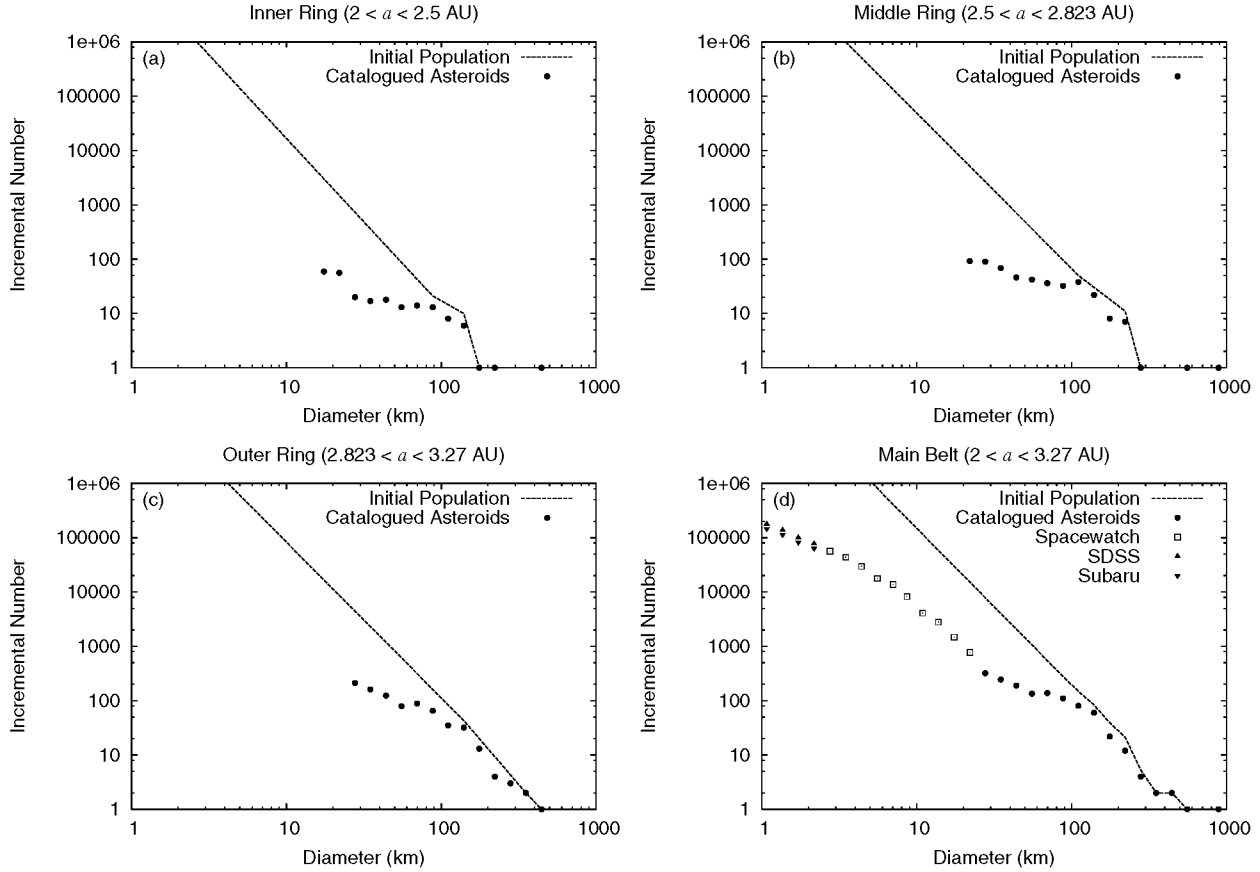 Inner Ring (2 < a < 2.5 AU)
(a)
Initial Population
Catalogued Asteroids
1e+06
100000
10000
1000
100
10
1
Incremental Number
1 10 100 1000
Diameter (km)
Middle Ring (2.5 < a < 2.823 AU)
(b)
Initial Population
Catalogued Asteroids
1e+06
100000
10000
1000
100
10
1
Incremental Number
1 10 100 1000
Diameter (km)
Outer Ring (2.823 < a < 3.27 AU)
(c)
Initial Population
Catalogued Asteroids
1e+06
100000
10000
1000
100
10
1
Incremental Number
1 10 100 1000
Diameter (km)
Main Belt (2 < a < 3.27 AU)
(d)
Initial Population
Catalogued Asteroids
Spacewatch
SDSS
Subaru
1e+06
100000
10000
1000
100
10
1
Incremental Number
1 10 100 1000
Diameter (km)